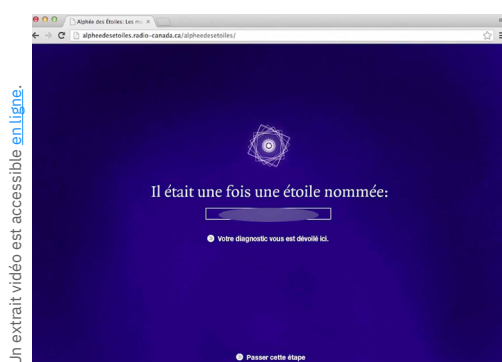 Alphée des Étoiles: Les mo
alpheedesetoiles.radio-canada.ca/alpheedesetoiles/
Il était une fois une étoile nommée:
Votre diagnostic vous est dévoilé ici.
Passer cette étape
Un extrait vidéo est accessible en ligne.